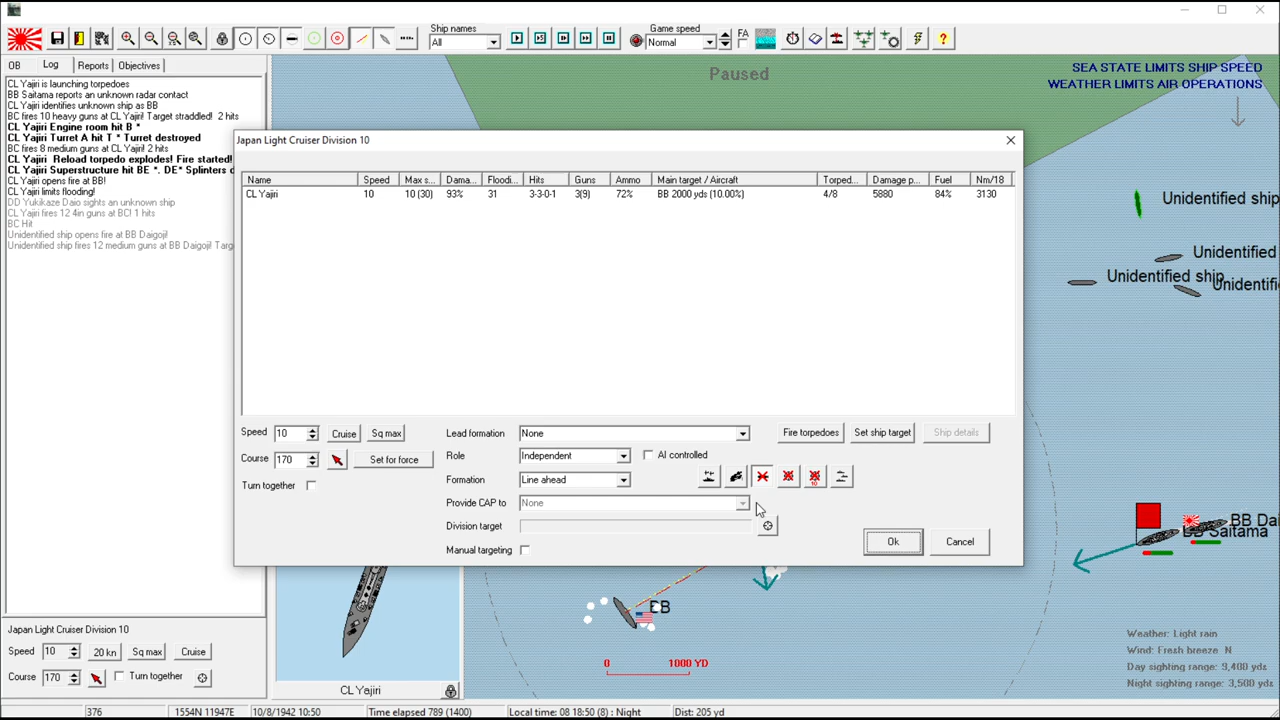 Ship names
All
Game speed
Normal
FA
OB
Log
Reports
Objectives
CL Yajiri is launching torpedoes
BB Saitama reports an unknown radar contact
CL Yajiri identifies unknown ship as BB
BC fires 10 heavy guns at CL Yajiri! Target straddled! 2 hits
CL Yajiri Engine room hit B *
CL Yajiri Turret A hit T * Turret destroyed
BC fires 8 medium guns at CL Yajiri! 2 hits
CL Yajiri Reload torpedo explodes! Fire started!
CL Yajiri Superstructure hit BE *. DE* Splinters d
CL Yajiri opens fire at BB!
CL Yajiri limits flooding!
DD Yukikaze Daio sights an unknown ship
CL Yajiri fires 12 4in guns at BC! 1 hits
BC Hit
Unidentified ship opens fire at BB Daigoji!
Unidentified ship fires 12 medium guns at BB Daigoji! Targ
Paused
SEA STATE LIMITS SHIP SPEED
WEATHER LIMITS AIR OPERATIONS
Japan Light Cruiser Division 10
Name Speed Max s... Dama... Floodi... Hits Guns Ammo Main target / Aircraft Torped... Damage p... Fuel Nm/18
CL Yajiri 10 10 (30) 93% 31 3-3-0-1 3(9) 72% BB 2000 yds (10.00%) 4/8 5880 84% 3130
Speed 10 Cruise Sq max
Course 170 Set for force
Turn together
Lead formation None
Role Independent AI controlled
Formation Line ahead
Provide CAP to None
Division target
Manual targeting
Fire torpedoes
Set ship target
Ship details
10
Ok
Cancel
Unidentified ship
Unidentified
Unidentified ship
Unidentifi
BB Dai
BB Saitama
BB
0 1000 YD
Weather: Light rain
Wind: Fresh breeze N
Day sighting range: 9,400 yds
Night sighting range: 3,500 yds
Japan Light Cruiser Division 10
Speed 10 20 kn Sq max Cruise
Course 170 Turn together
CL Yajiri
376
1554N 11947E
10/8/1942 10:50
Time elapsed 789 (1400)
Local time: 08 18:50 (8) : Night
Dist: 205 yd